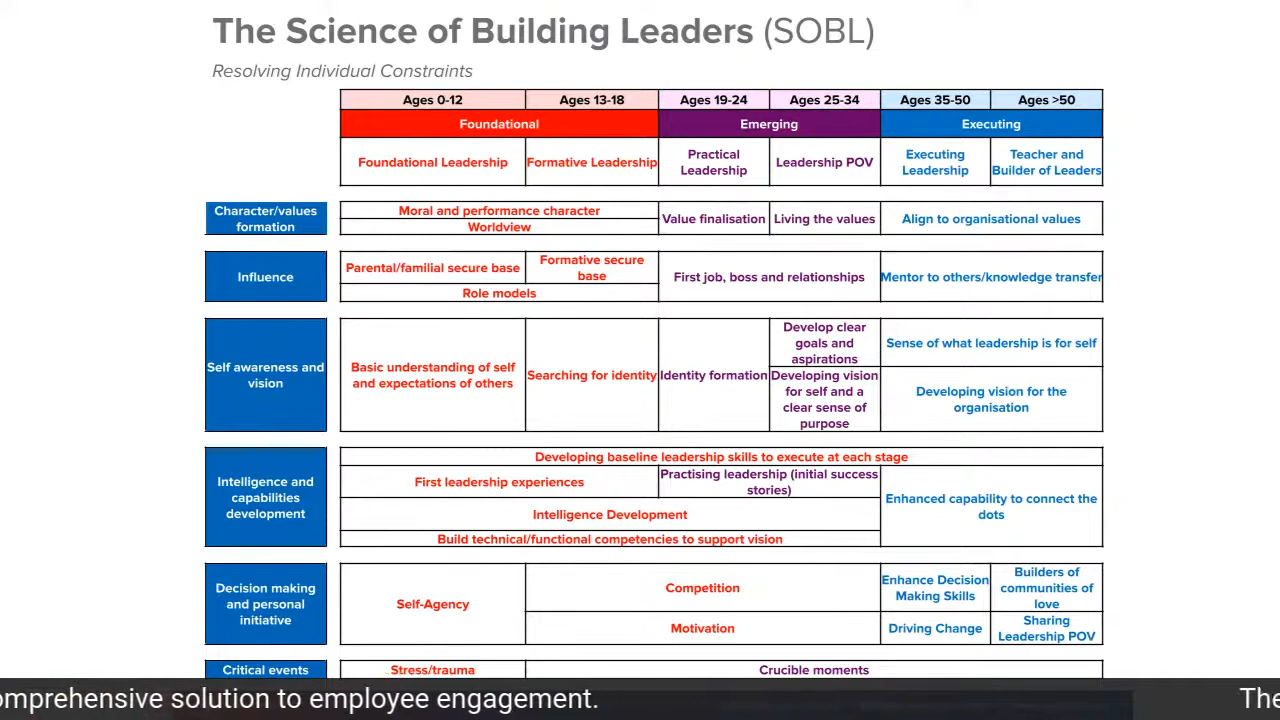 The Science of Building Leaders (SOBL)
Resolving Individual Constraints
Ages 0-12 Ages 13-18 Ages 19-24 Ages 25-34 Ages 35-50 Ages >50
Foundational Emerging Executing
Foundational Leadership Formative Leadership Practical Leadership Leadership POV Executing Leadership Teacher and Builder of Leaders
Character/values
formation
Moral and performance character
Worldview
Value finalisation Living the values Align to organisational values
Influence
Parental/familial secure base
Formative secure
base
Role models
First job, boss and relationships Mentor to others/knowledge transfer
Self awareness and
vision
Basic understanding of self
and expectations of others
Searching for identity Identity formation
Develop clear
goals and
aspirations
Developing vision
for self and a
clear sense of
purpose
Sense of what leadership is for self
Developing vision for the
organisation
Intelligence and
capabilities
development
Developing baseline leadership skills to execute at each stage
First leadership experiences
Practising leadership (initial success
stories)
Intelligence Development
Build technical/functional competencies to support vision
Enhanced capability to connect the
dots
Decision making
and personal
initiative
Self-Agency
Competition
Motivation
Enhance Decision
Making Skills
Driving Change
Builders of
communities of
love
Sharing
Leadership POV
Critical events Stress/trauma Crucible moments
omprehensive solution to employee engagement. The